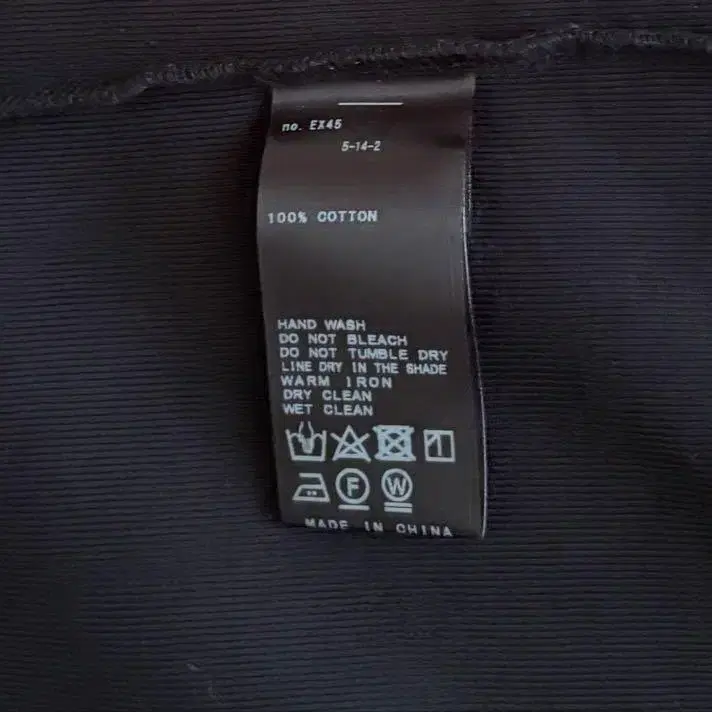 no. EX45
5-14-2
100% COTTON
HAND WASH
DO NOT BLEACH
DO NOT TUMBLE DRY
LINE DRY IN THE SHADE
WARM IRON
DRY CLEAN
WET CLEAN
F W
MADE IN CHINA